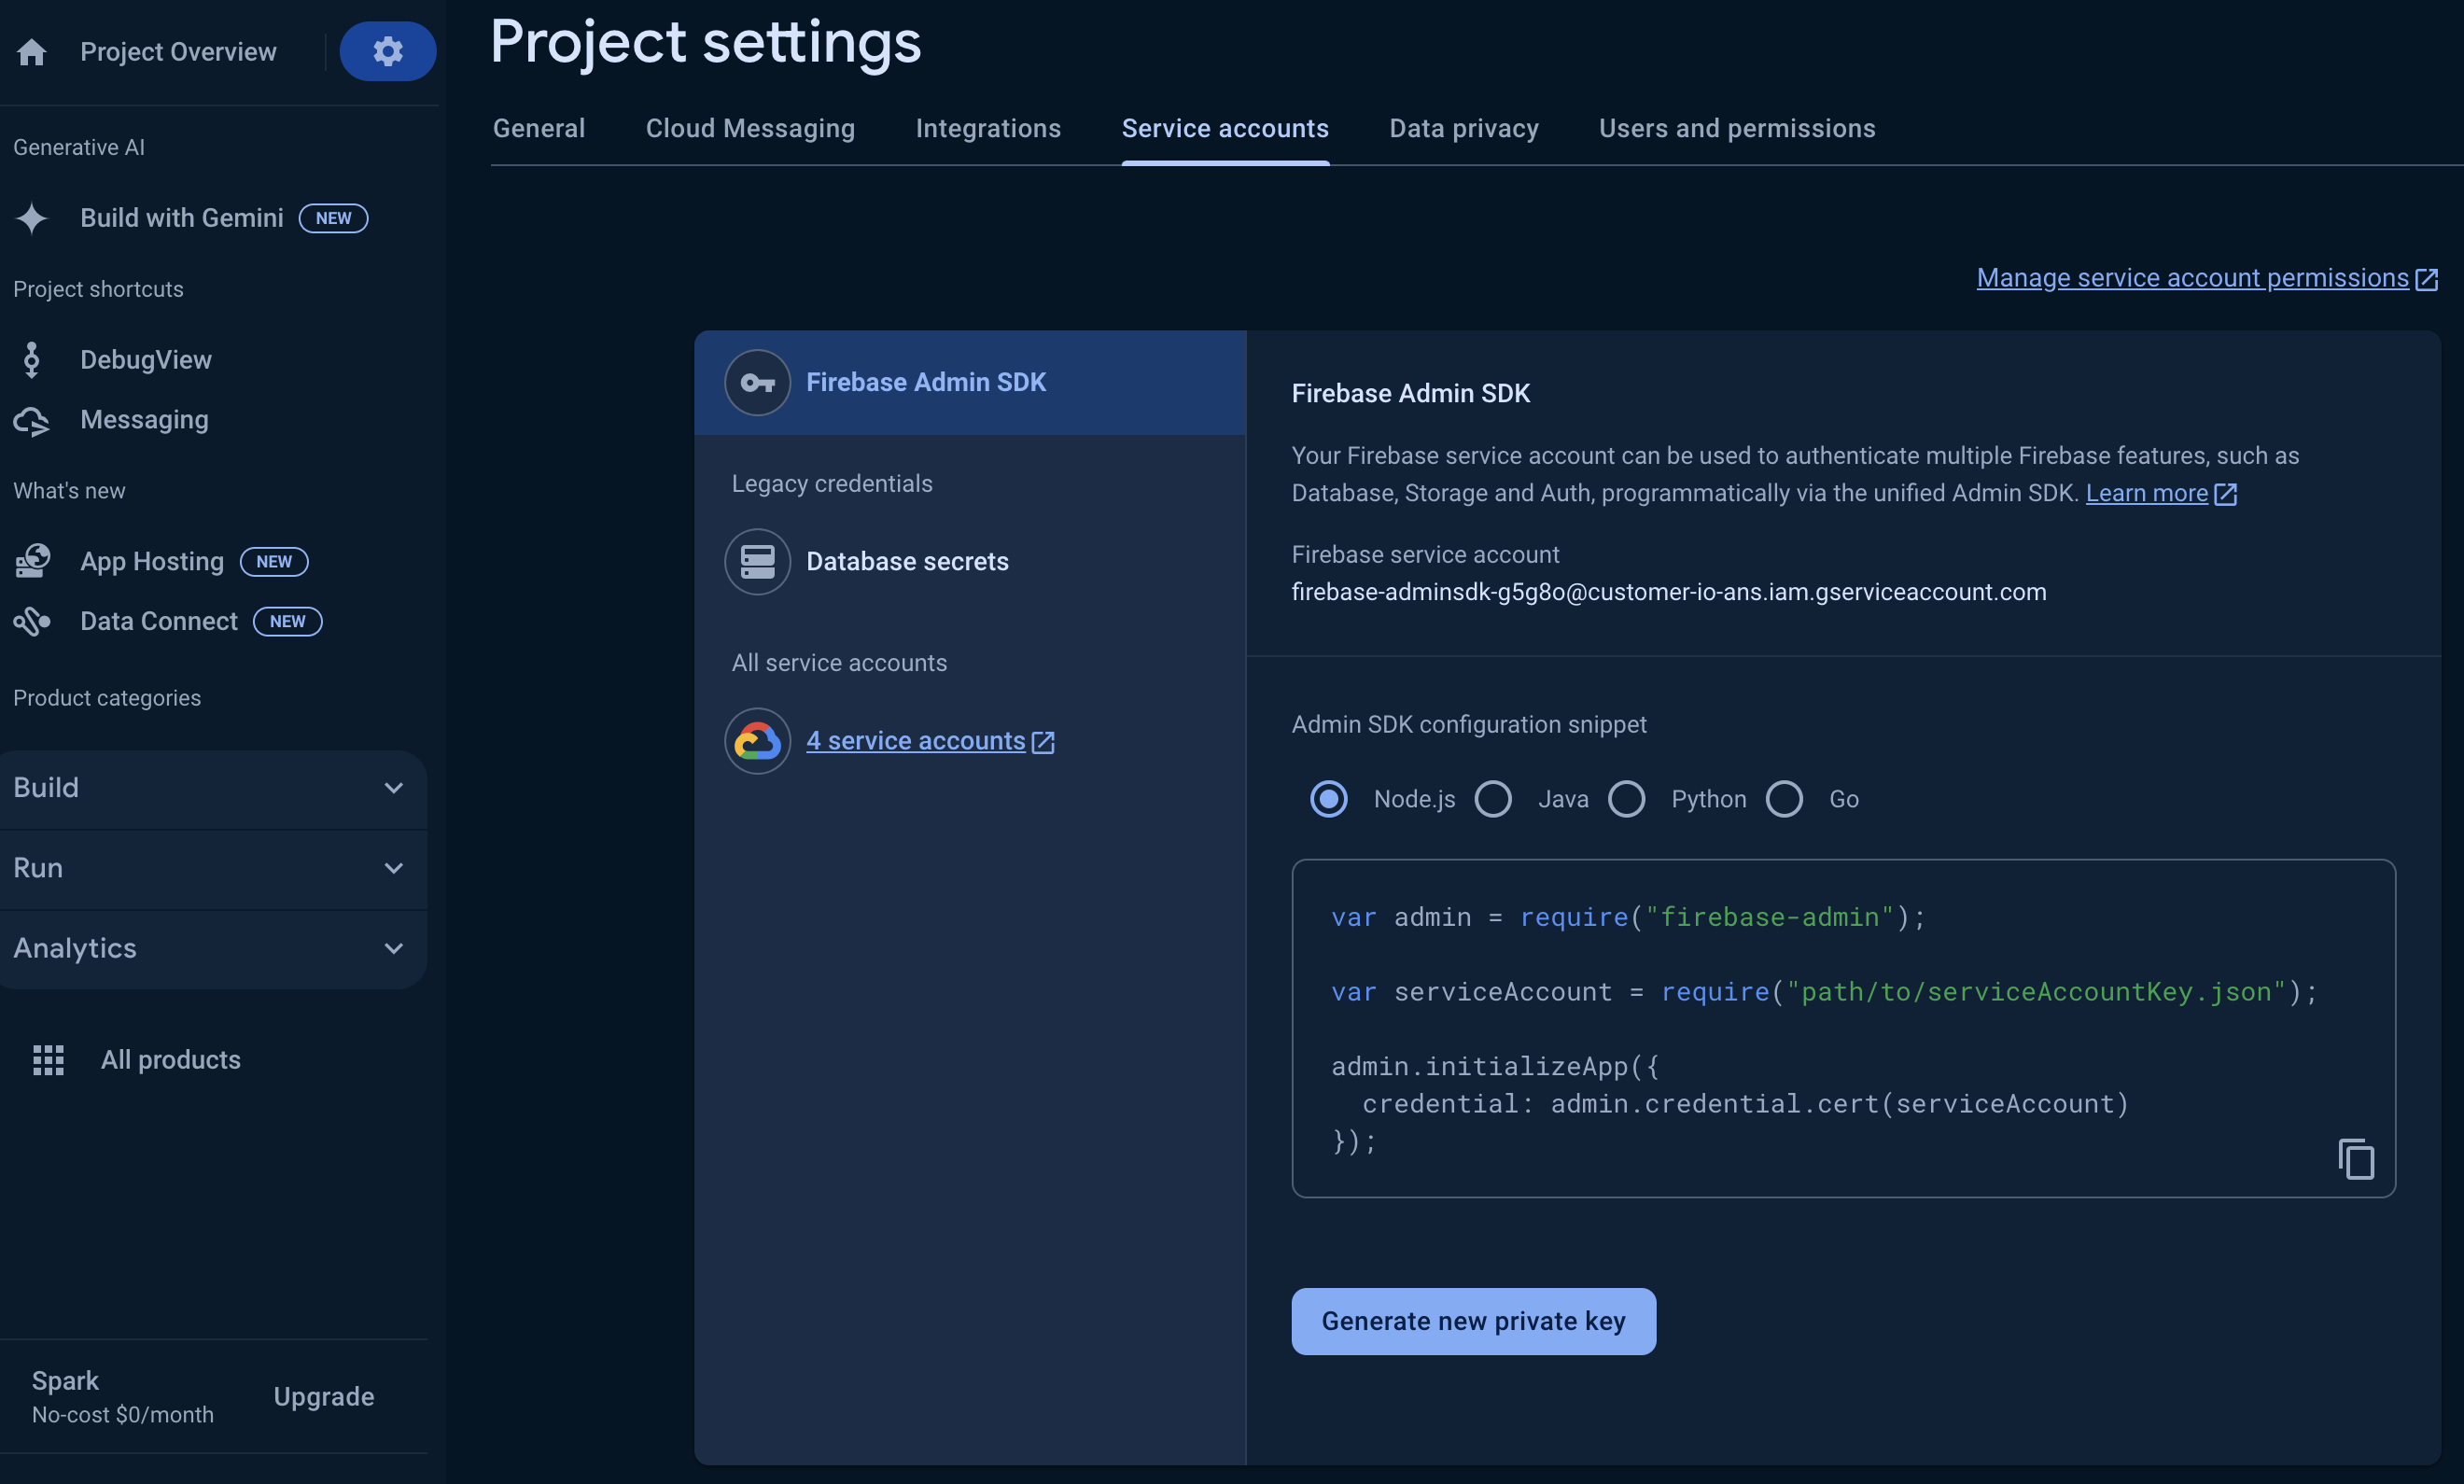 Project Overview
Generative AI
Build with Gemini NEW
Project shortcuts
DebugView
Messaging
What's new
App Hosting NEW
Data Connect NEW
Product categories
Build
Run
Analytics
All products
Spark
No-cost $0/month
Upgrade
Project settings
General Cloud Messaging Integrations Service accounts Data privacy Users and permissions
Manage service account permissions
Firebase Admin SDK
Legacy credentials
Database secrets
All service accounts
4 service accounts
Firebase Admin SDK
Your Firebase service account can be used to authenticate multiple Firebase features, such as
Database, Storage and Auth, programmatically via the unified Admin SDK. Learn more
Firebase service account
firebase-adminsdk-g5g8o@customer-io-ans.iam.gserviceaccount.com
Admin SDK configuration snippet
Node.js Java Python Go
var admin = require("firebase-admin");
var serviceAccount = require("path/to/serviceAccountKey.json");
admin.initializeApp({
  credential: admin.credential.cert(serviceAccount)
});
Generate new private key